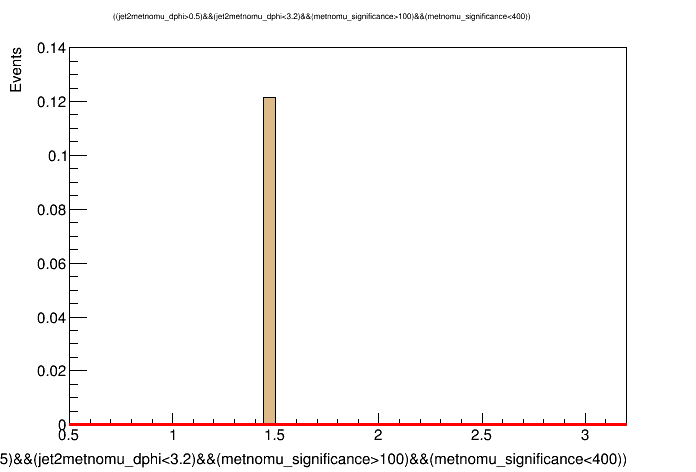 ((jet2metnomu_dphi>0.5)&&(jet2metnomu_dphi<3.2)&&(metnomu_significance>100)&&(metnomu_significance<400))
Events
0.14
0.12
0.1
0.08
0.06
0.04
0.02
0
0.5 1 1.5 2 2.5 3
5)&&(jet2metnomu_dphi<3.2)&&(metnomu_significance>100)&&(metnomu_significance<400))